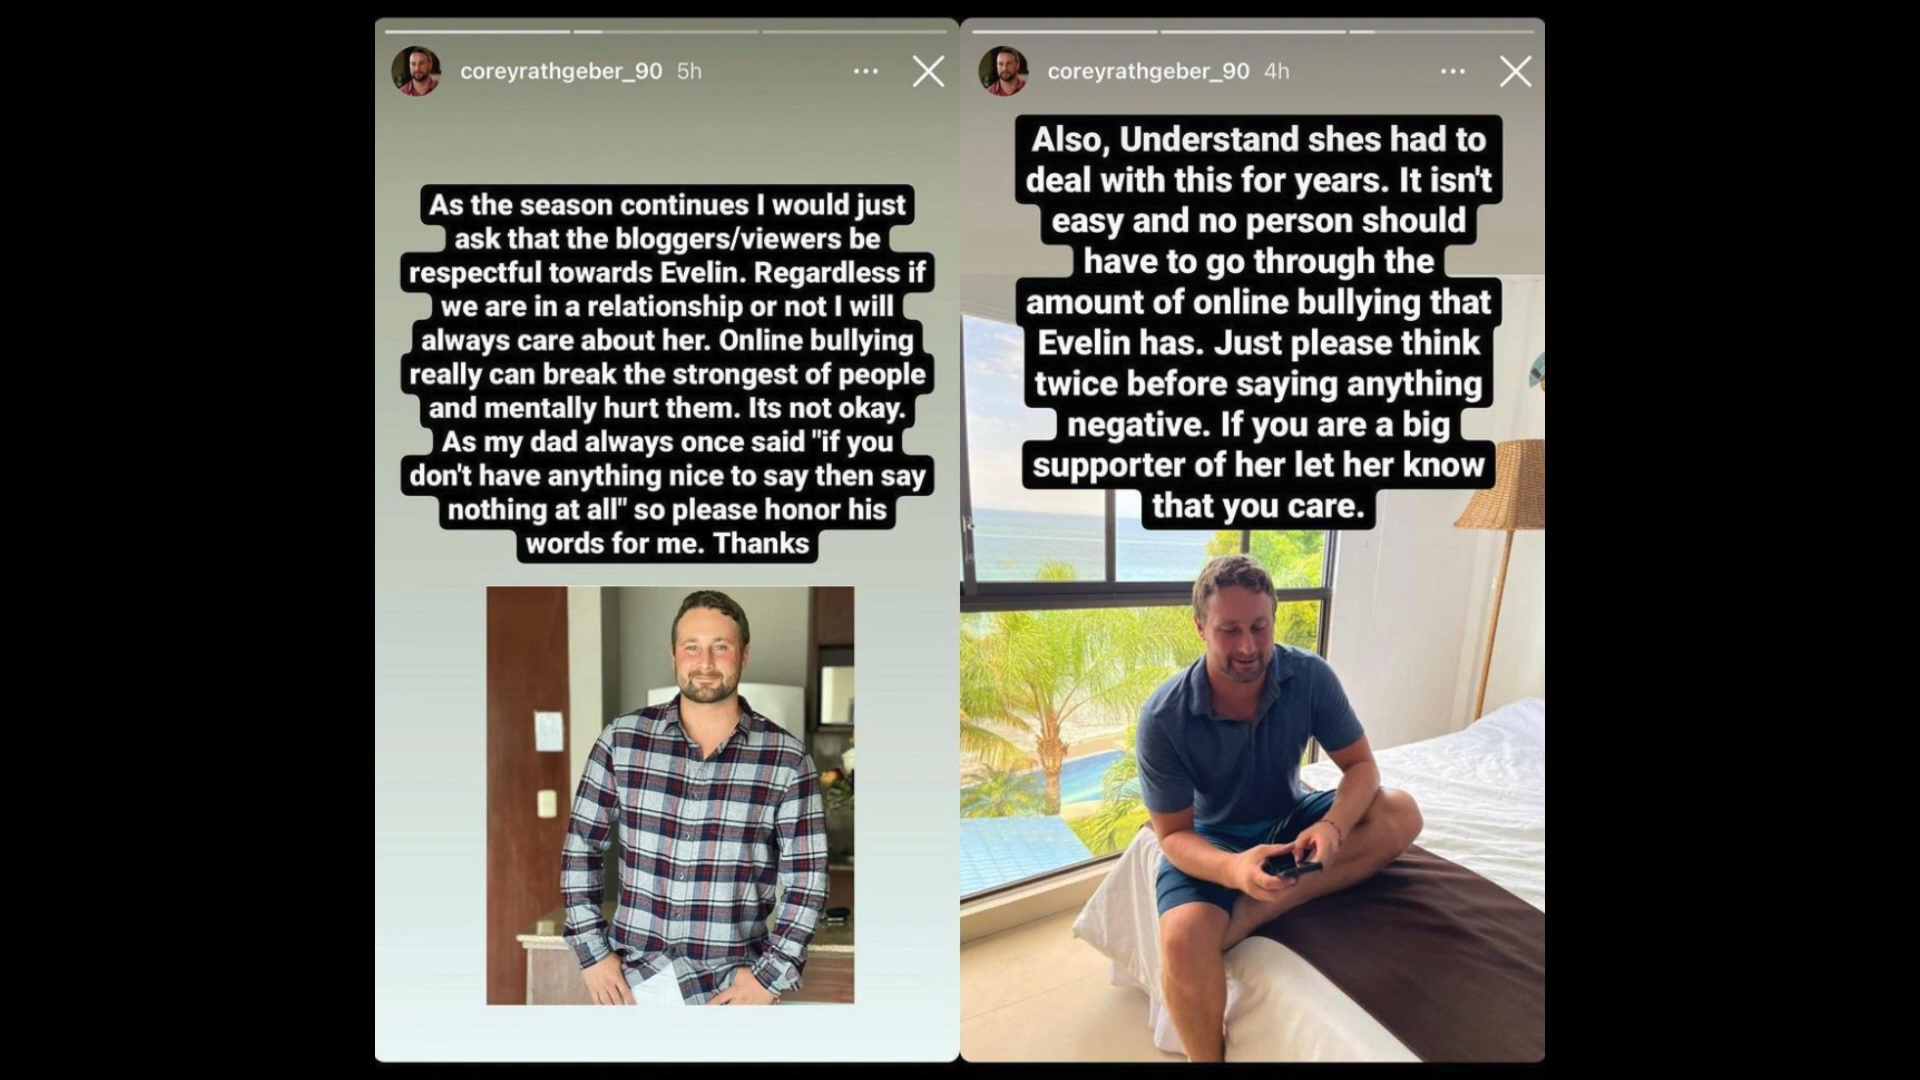 coreyrathgeber_90 5h
As the season continues I would just
ask that the bloggers/viewers be
respectful towards Evelin. Regardless if
we are in a relationship or not I will
always care about her. Online bullying
really can break the strongest of people
and mentally hurt them. Its not okay.
As my dad always once said "if you
don't have anything nice to say then say
nothing at all" so please honor his
words for me. Thanks
coreyrathgeber_90 4h
Also, Understand shes had to
deal with this for years. It isn't
easy and no person should
have to go through the
amount of online bullying that
Evelin has. Just please think
twice before saying anything
negative. If you are a big
supporter of her let her know
that you care.